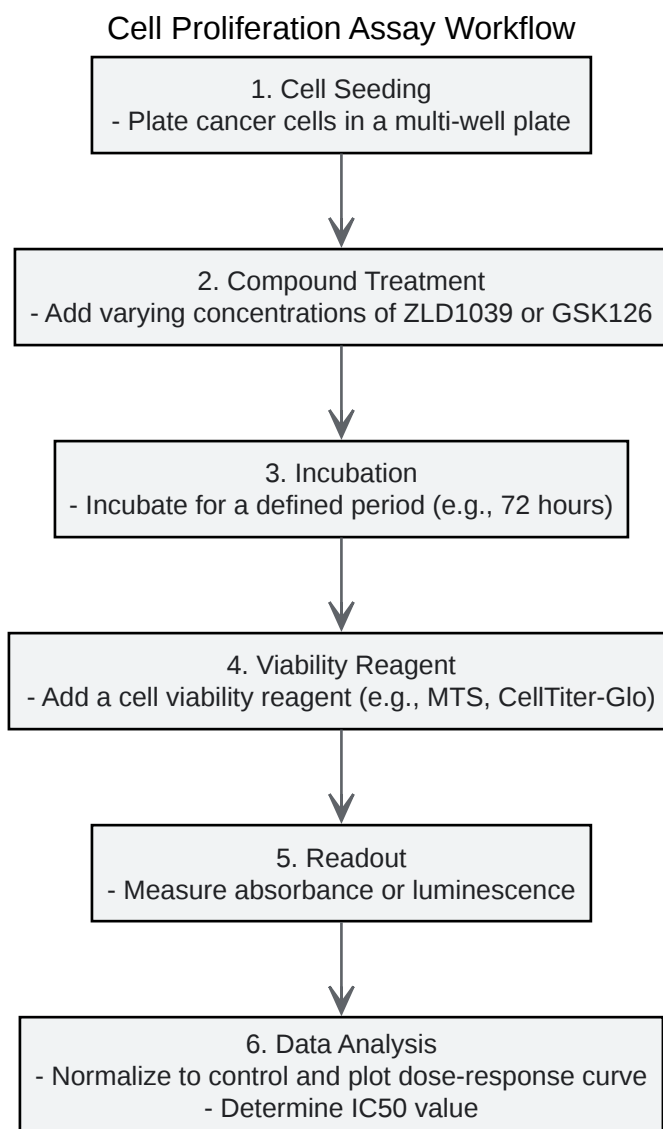 Cell Proliferation Assay Workflow
1. Cell Seeding
- Plate cancer cells in a multi-well plate
2. Compound Treatment
- Add varying concentrations of ZLD1039 or GSK126
3. Incubation
- Incubate for a defined period (e.g., 72 hours)
4. Viability Reagent
- Add a cell viability reagent (e.g., MTS, CellTiter-Glo)
5. Readout
- Measure absorbance or luminescence
6. Data Analysis
- Normalize to control and plot dose-response curve
- Determine IC50 value